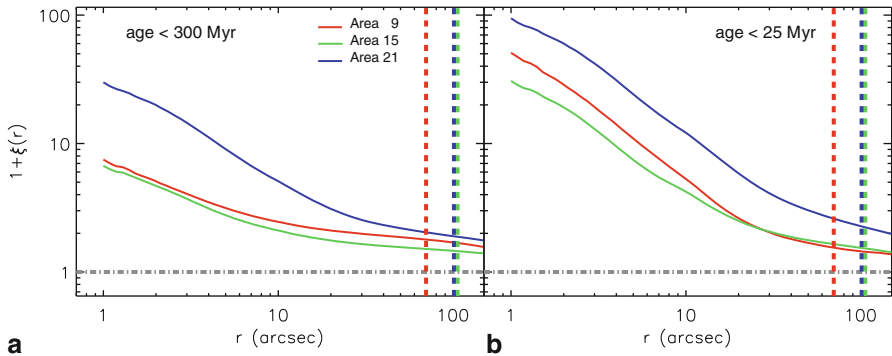 100
10
1
1+ξ(r)
age < 300 Myr
Area 9
Area 15
Area 21
age < 25 Myr
1
10
100
1
10
100
r (arcsec)
r (arcsec)
a
b